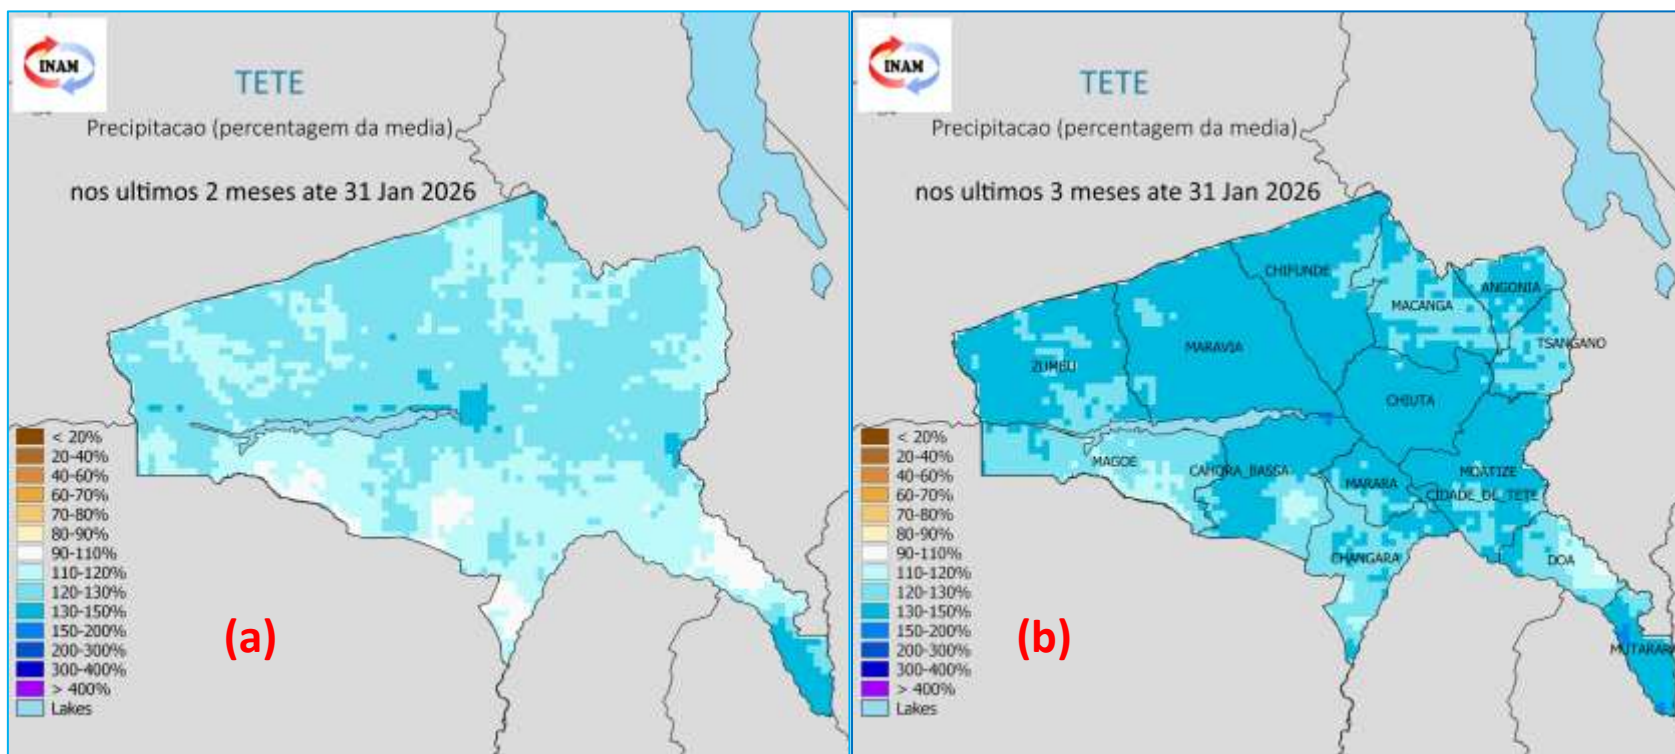 INAM
TETE
Precipitacao (percentagem da media)
nos ultimos 2 meses ate 31 Jan 2026
< 20%
20-40%
40-60%
60-70%
70-80%
80-90%
90-110%
110-120%
120-130%
130-150%
150-200%
200-300%
300-400%
> 400%
Lakes
(a)
INAM
TETE
Precipitacao (percentagem da media)
nos ultimos 3 meses ate 31 Jan 2026
CHIFUNDE
ANGONIA
MACANGA
TSANGANO
MARAVIA
ZUMBU
CHIUTA
MAGOE
CAHORA_BASSA
MOATIZE
MARARA
CIDADE_DE_TETE
CHANGARA
DOA
MUTARARA
< 20%
20-40%
40-60%
60-70%
70-80%
80-90%
90-110%
110-120%
120-130%
130-150%
150-200%
200-300%
300-400%
> 400%
Lakes
(b)